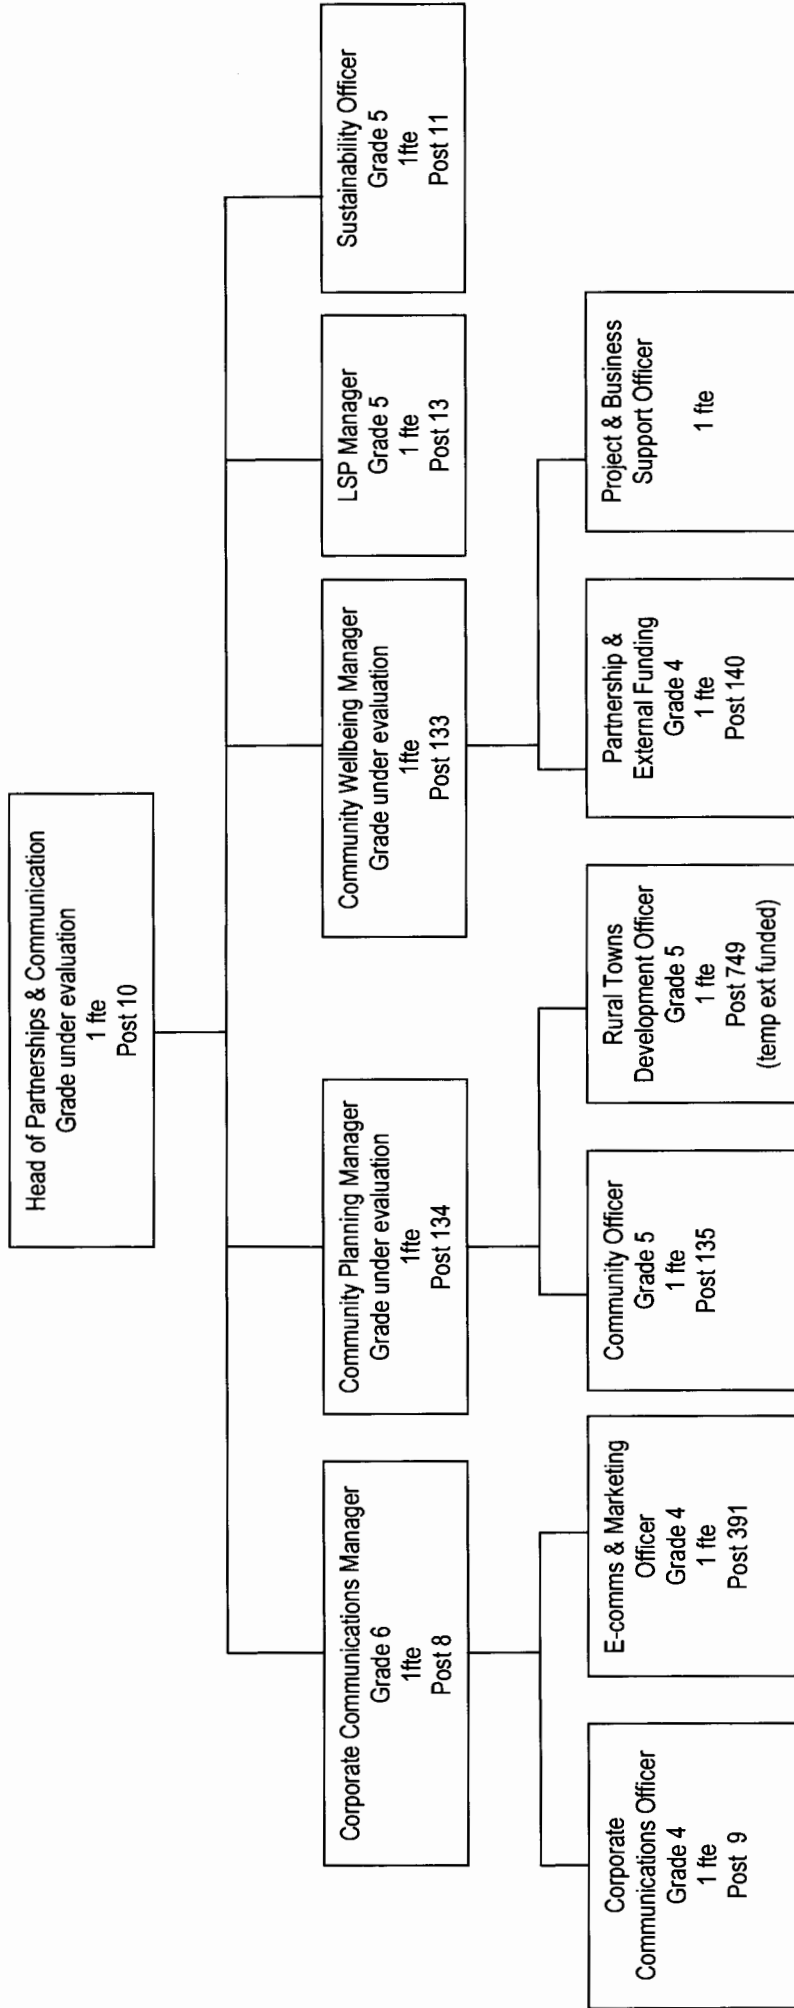 Head of Partnerships & Communication
Grade under evaluation
1 fte
Post 10
Corporate Communications Manager
Grade 6
1fte
Post 8
Community Planning Manager
Grade under evaluation
1fte
Post 134
Community Wellbeing Manager
Grade under evaluation
1fte
Post 133
LSP Manager
Grade 5
1 fte
Post 13
Sustainability Officer
Grade 5
1fte
Post 11
Corporate
Communications Officer
Grade 4
1 fte
Post 9
E-comms & Marketing
Officer
Grade 4
1 fte
Post 391
Community Officer
Grade 5
1 fte
Post 135
Rural Towns
Development Officer
Grade 5
1 fte
Post 749
(temp ext funded)
Partnership &
External Funding
Grade 4
1 fte
Post 140
Project & Business
Support Officer
1 fte